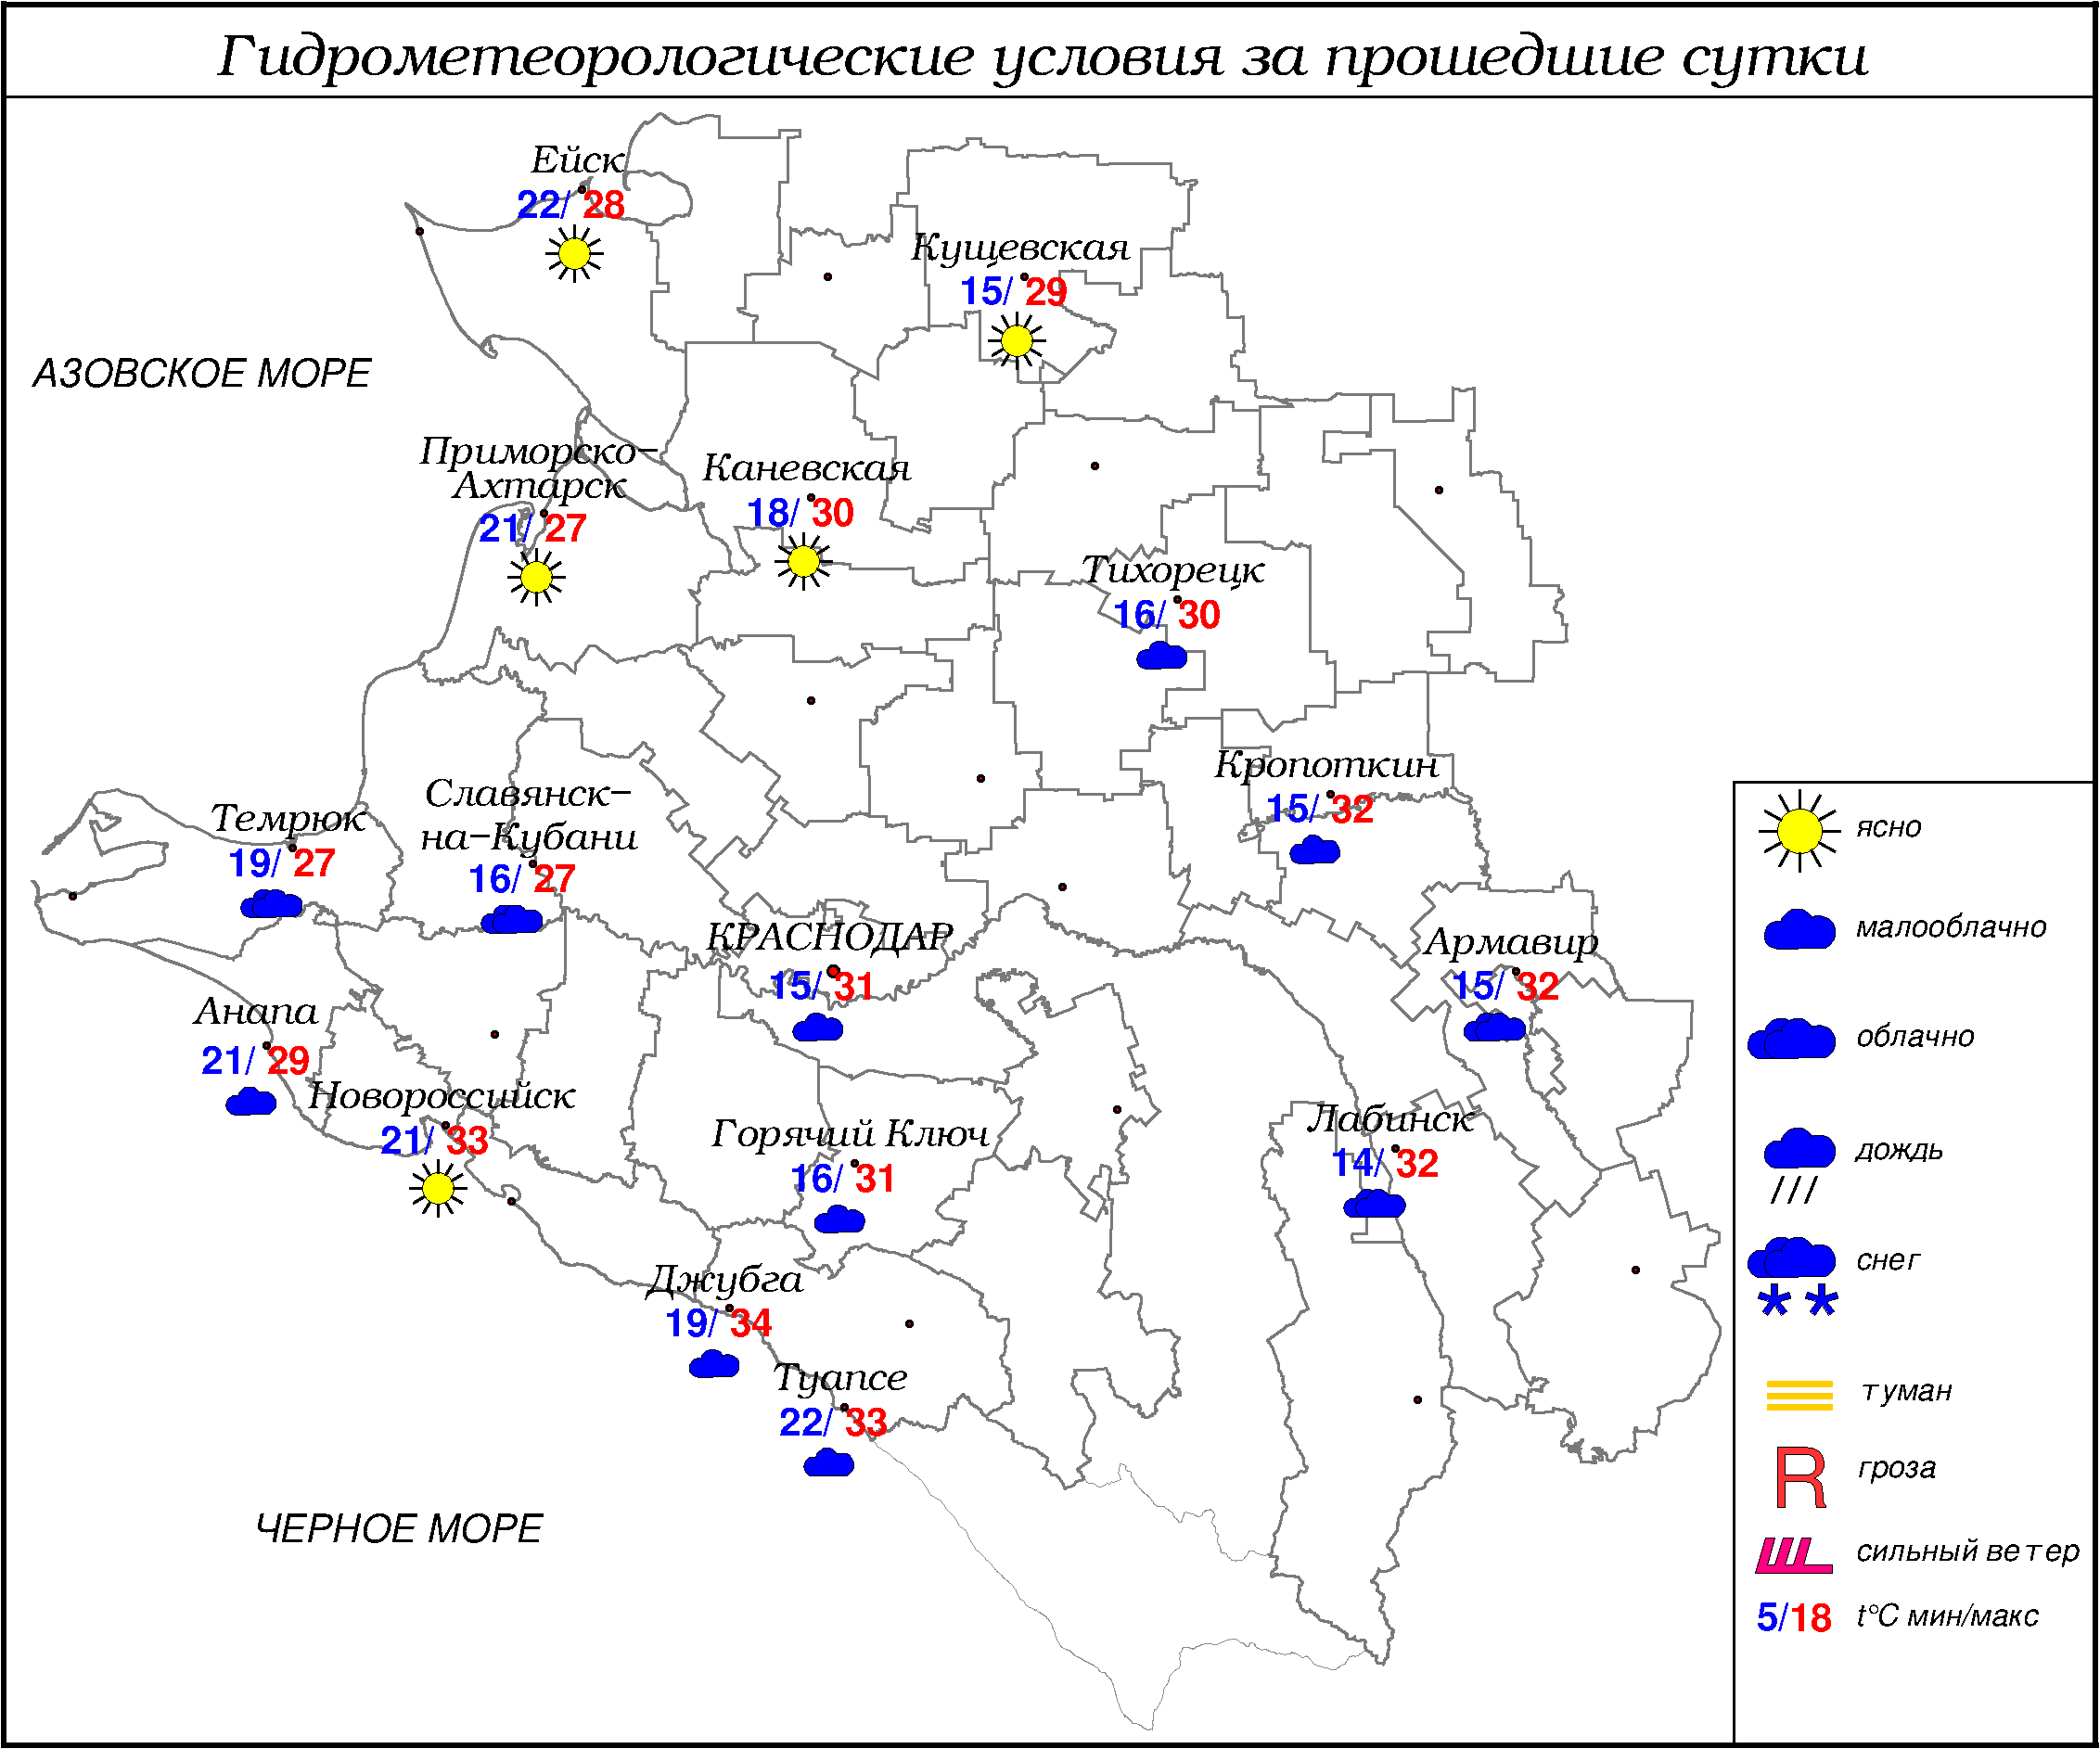 Гидрометеорологические условия за прошедшие сутки
Ейск
22/ 28
Кущевская
15/ 29
АЗОВСКОЕ МОРЕ
Приморско-
Ахтарск
21/ 27
Каневская
18/ 30
Тихорецк
16/ 30
Кропоткин
15/ 32
Темрюк
19/ 27
Славянск-
на-Кубани
16/ 27
КРАСНОДАР
15/ 31
Армавир
15/ 32
Анапа
21/ 29
Новороссийск
21/ 33
Горячий Ключ
16/ 31
Лабинск
14/ 32
Джубга
19/ 34
Туапсе
22/ 33
ЧЕРНОЕ МОРЕ
ясно
малооблачно
облачно
дождь
снег
туман
R гроза
сильный ветер
5/18 t°C мин/макс